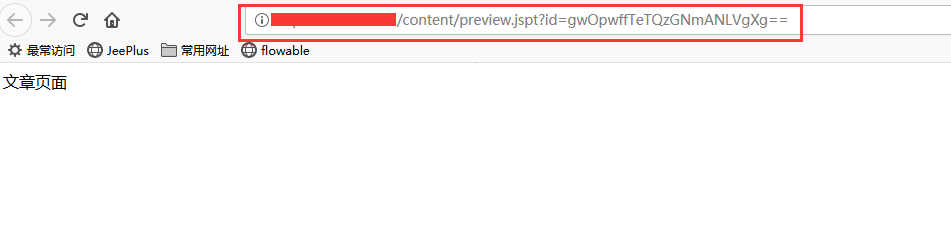 /content/preview.jspt?id=gwOpwffTeTQzGNmANLVgXg==
最常访问 JeePlus 常用网址 flowable
文章页面